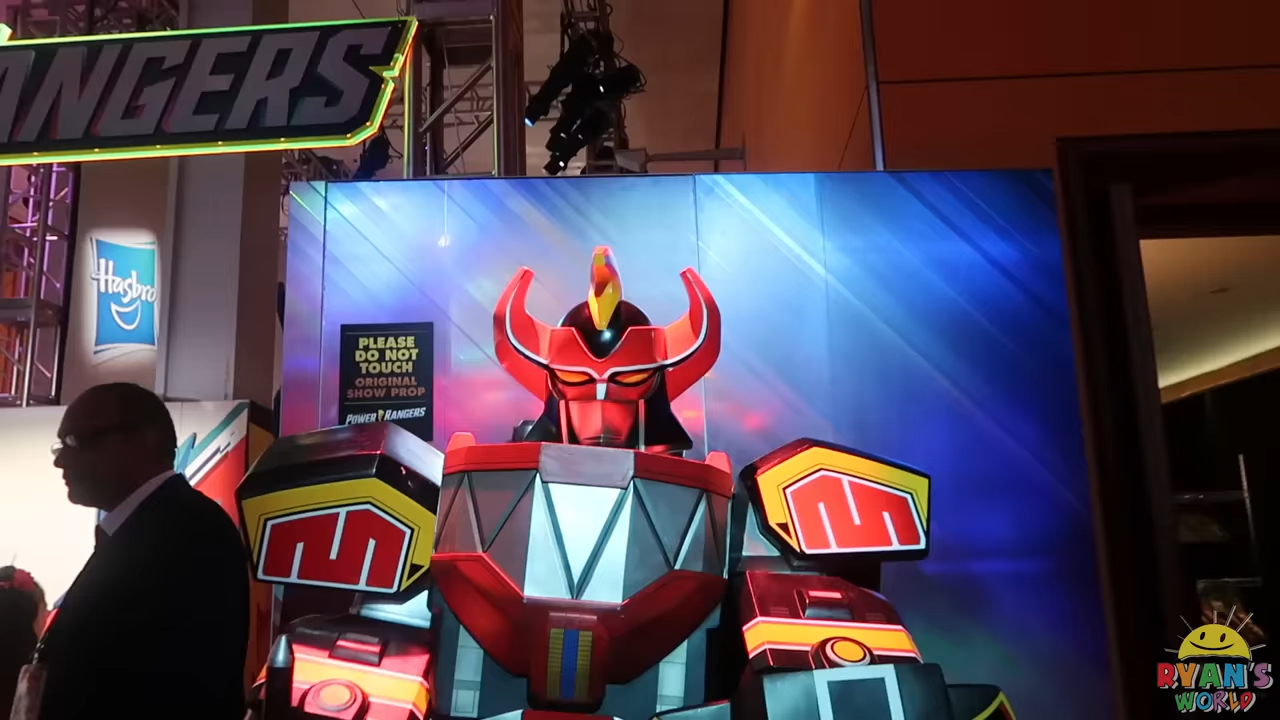 ANGERS
Hasbro
PLEASE
DO NOT
TOUCH
ORIGINAL
SHOW PROP
POWER RANGERS
RYAN'S
WORLD